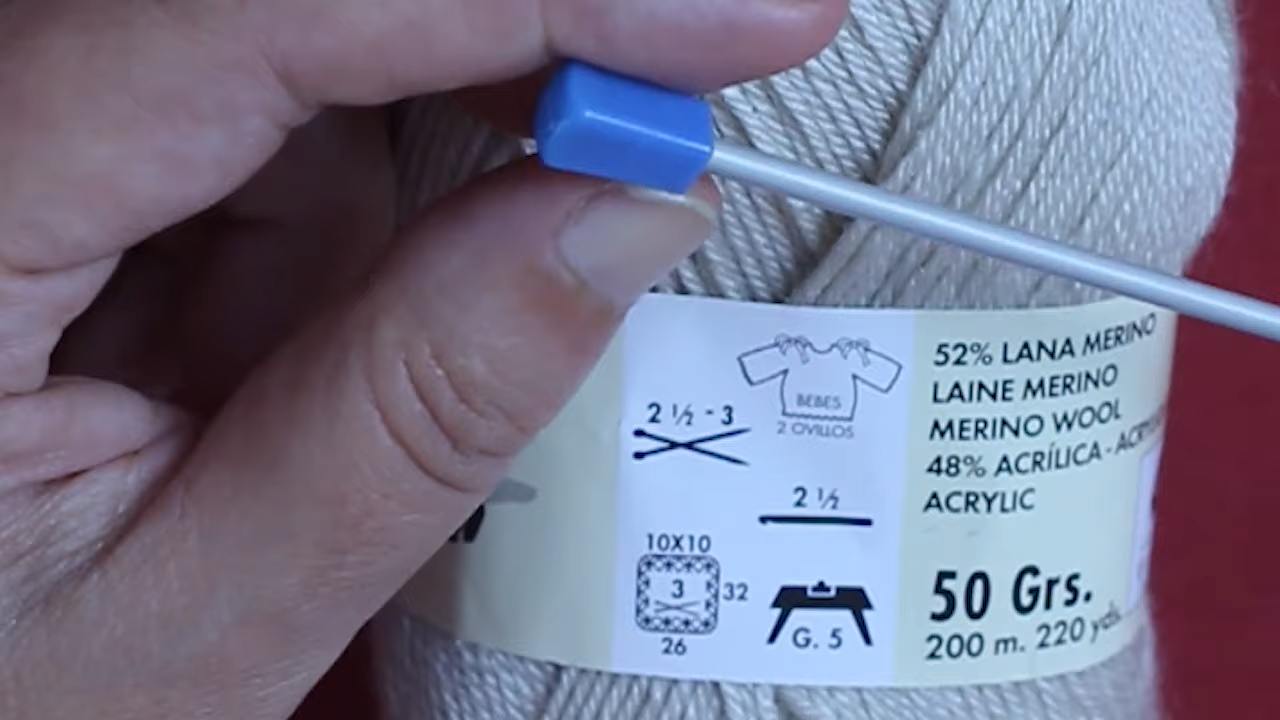 2 ½ - 3
BEBES
2 OVILLOS
2 ½
10X10
3
32
26
G. 5
52% LANA MERINO
LAINE MERINO
MERINO WOOL
48% ACRÍLICA -
ACRYLIC
50 Grs.
200 m. 220 yds.